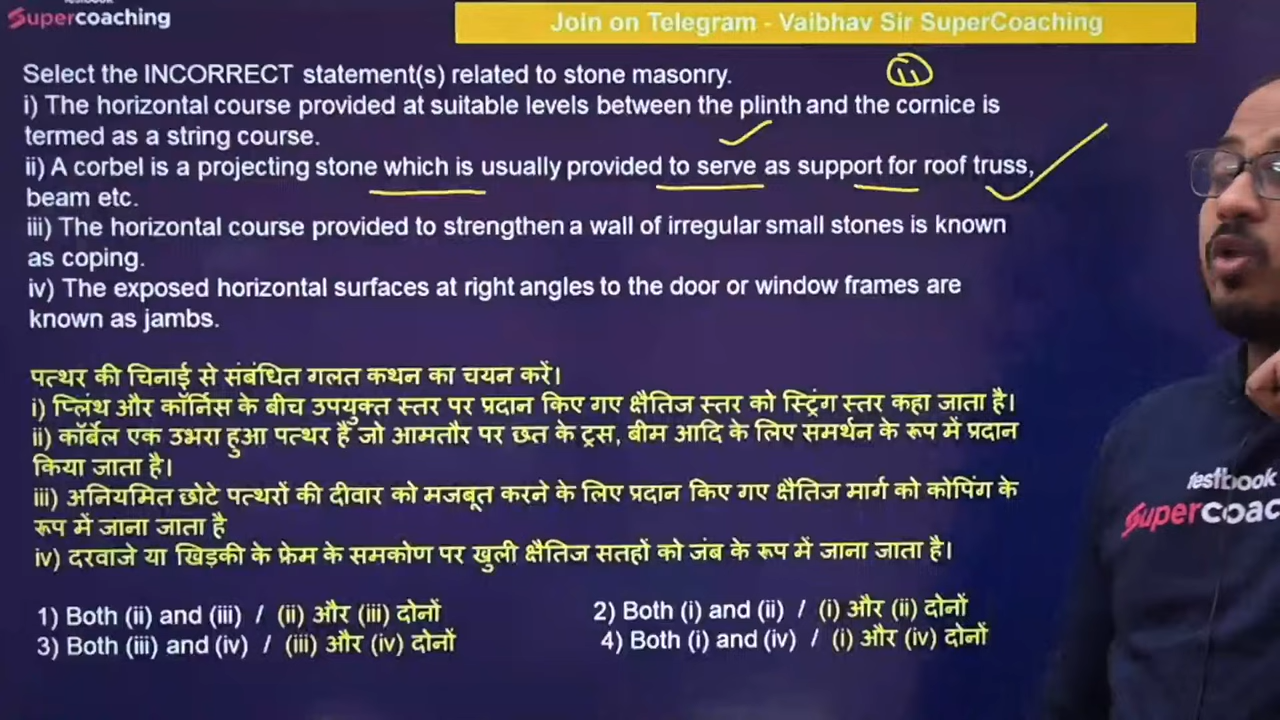 testbook
Supercoaching
Join on Telegram - Vaibhav Sir SuperCoaching
Select the INCORRECT statement(s) related to stone masonry.
i) The horizontal course provided at suitable levels between the plinth and the cornice is
termed as a string course.
ii) A corbel is a projecting stone which is usually provided to serve as support for roof truss,
beam etc.
iii) The horizontal course provided to strengthen a wall of irregular small stones is known
as coping.
iv) The exposed horizontal surfaces at right angles to the door or window frames are
known as jambs.
पत्थर की चिनाई से संबंधित गलत कथन का चयन करें।
i) प्लिंथ और कॉर्निस के बीच उपयुक्त स्तर पर प्रदान किए गए क्षैतिज स्तर को स्ट्रिंग स्तर कहा जाता है।
ii) कॉर्बेल एक उभरा हुआ पत्थर है जो आमतौर पर छत के ट्रस, बीम आदि के लिए समर्थन के रूप में प्रदान
किया जाता है।
iii) अनियमित छोटे पत्थरों की दीवार को मजबूत करने के लिए प्रदान किए गए क्षैतिज मार्ग को कोपिंग के
रूप में जाना जाता है
iv) दरवाजे या खिड़की के फ्रेम के समकोण पर खुली क्षैतिज सतहों को जंब के रूप में जाना जाता है।
1) Both (ii) and (iii) / (ii) और (iii) दोनों
2) Both (i) and (ii) / (i) और (ii) दोनों
3) Both (iii) and (iv) / (iii) और (iv) दोनों
4) Both (i) and (iv) / (i) और (iv) दोनों
testbook
Supercoac